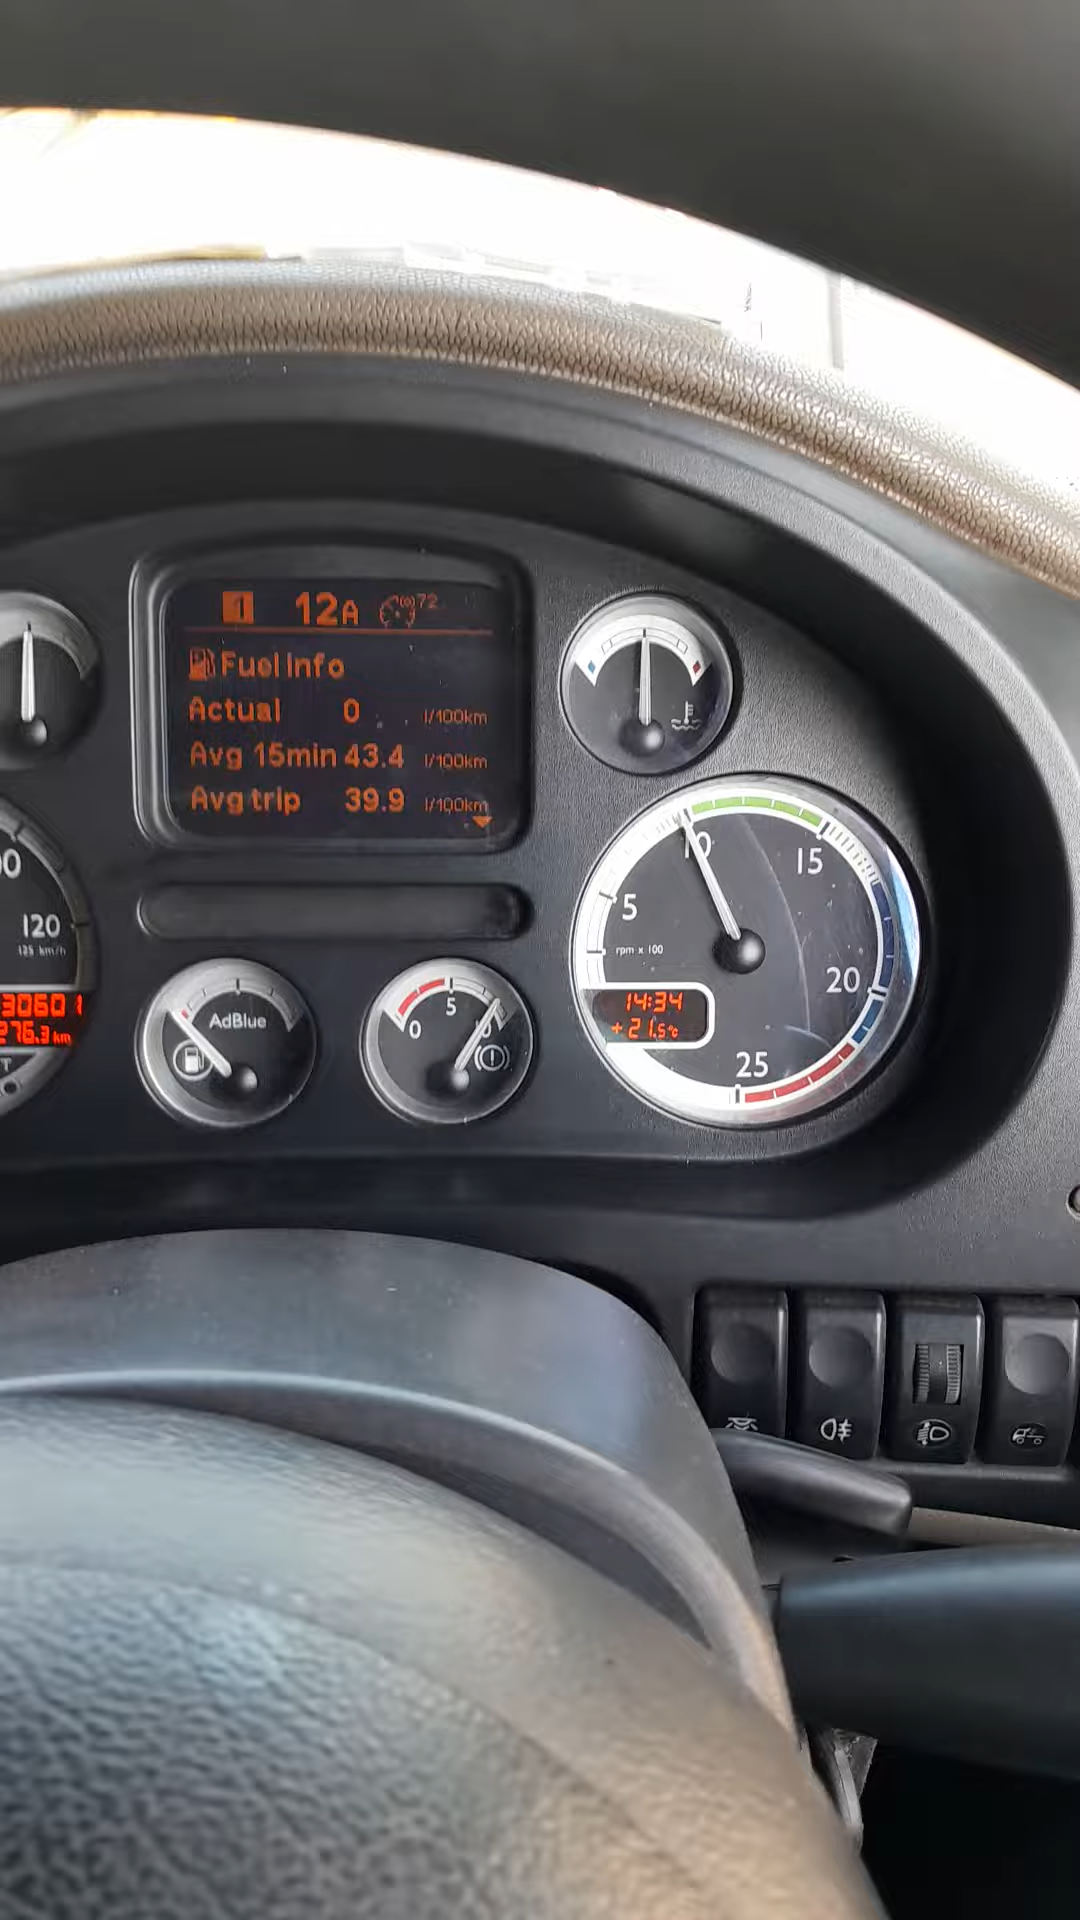 1 12A 72
Fuel info
Actual 0 l/100km
Avg 15min 43.4 l/100km
Avg trip 39.9 l/100km
120
125 km/h
276.3 km
AdBlue
0 5
5 10 15 20 25
rpm x 100
14:34
+21.5°C